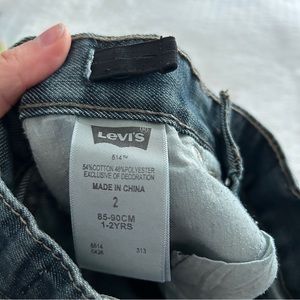 Levi's
514™
54%COTTON 46%POLYESTER
EXCLUSIVE OF DECORATION
MADE IN CHINA
2
85-90CM
1-2YRS
313